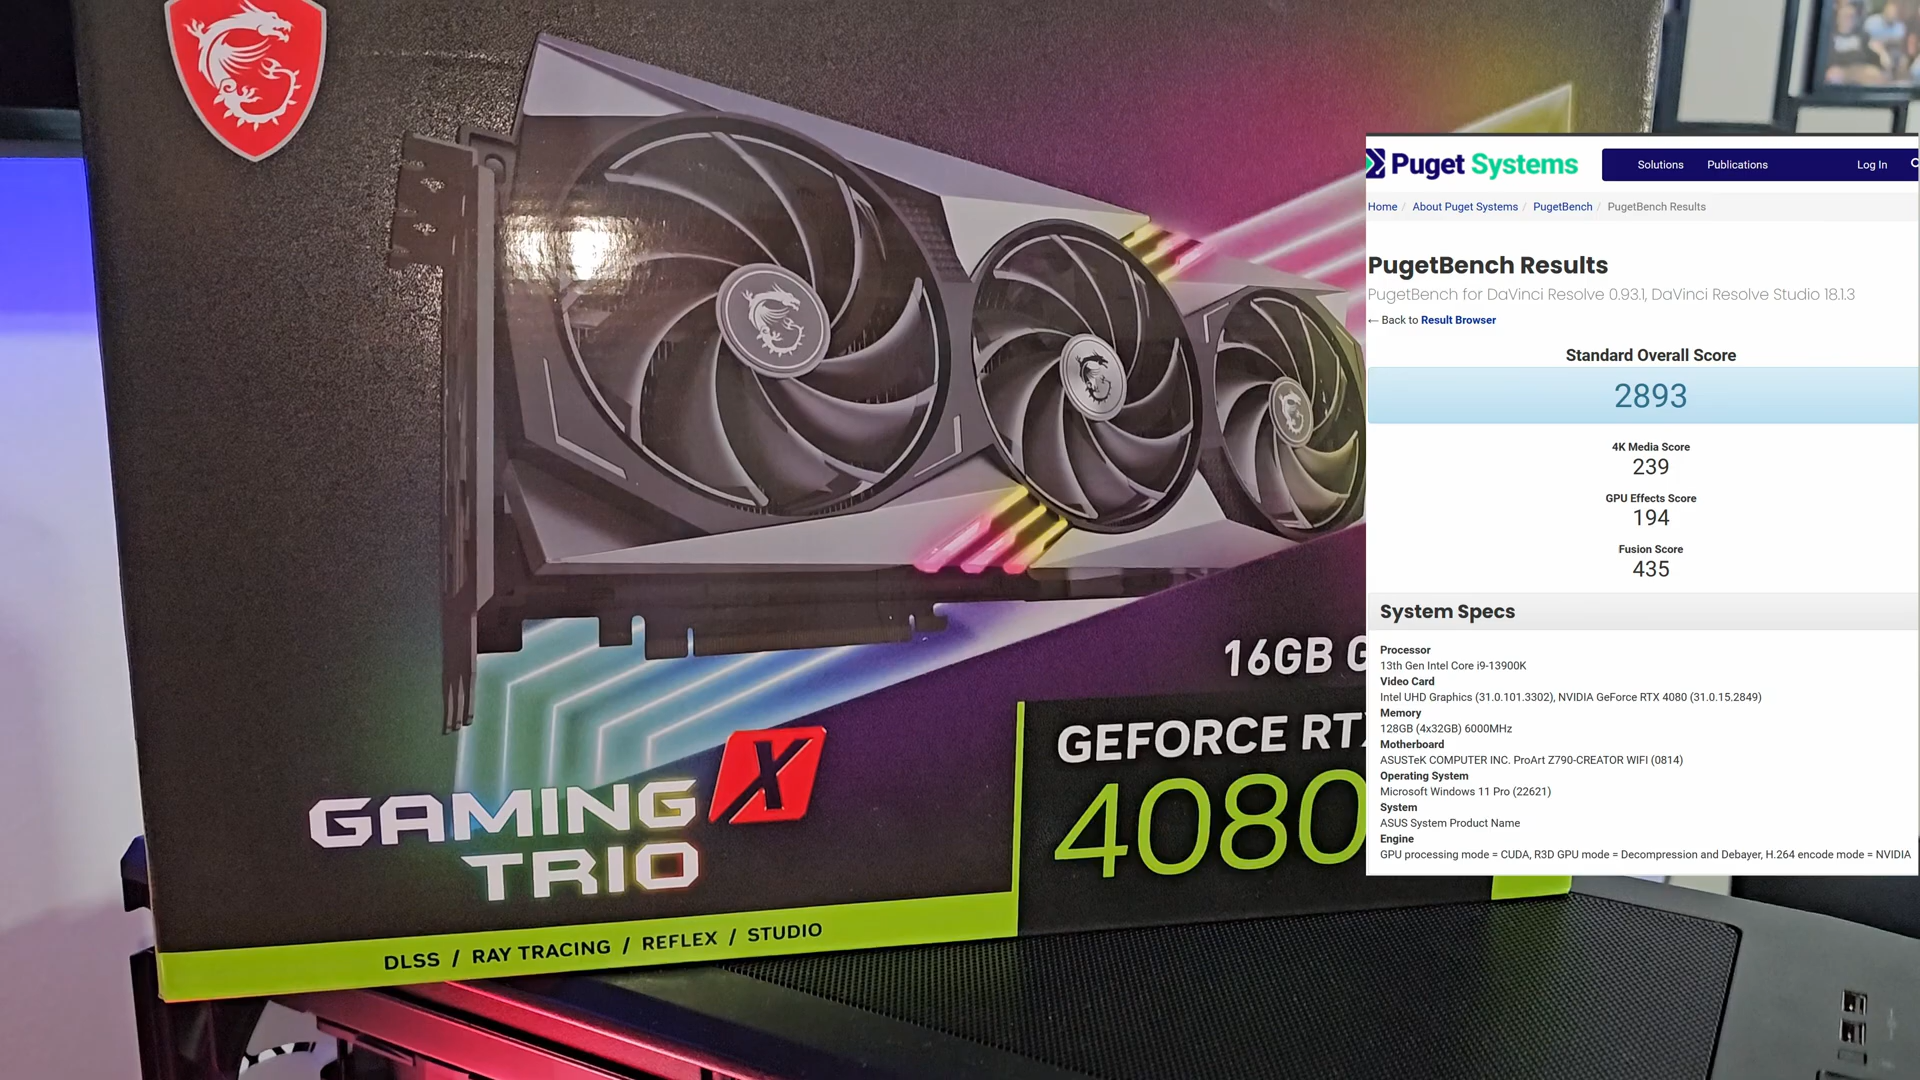 Puget Systems
Solutions
Publications
Log In
Home / About Puget Systems / PugetBench / PugetBench Results
PugetBench Results
PugetBench for DaVinci Resolve 0.93.1, DaVinci Resolve Studio 18.1.3
← Back to Result Browser
Standard Overall Score
2893
4K Media Score
239
GPU Effects Score
194
Fusion Score
435
System Specs
Processor
13th Gen Intel Core i9-13900K
Video Card
Intel UHD Graphics (31.0.101.3302), NVIDIA GeForce RTX 4080 (31.0.15.2849)
Memory
128GB (4x32GB) 6000MHz
Motherboard
ASUSTeK COMPUTER INC. ProArt Z790-CREATOR WIFI (0814)
Operating System
Microsoft Windows 11 Pro (22621)
System
ASUS System Product Name
Engine
GPU processing mode = CUDA, R3D GPU mode = Decompression and Debayer, H.264 encode mode = NVIDIA
16GB G
GEFORCE RT
4080
GAMING X
TRIO
DLSS / RAY TRACING / REFLEX / STUDIO